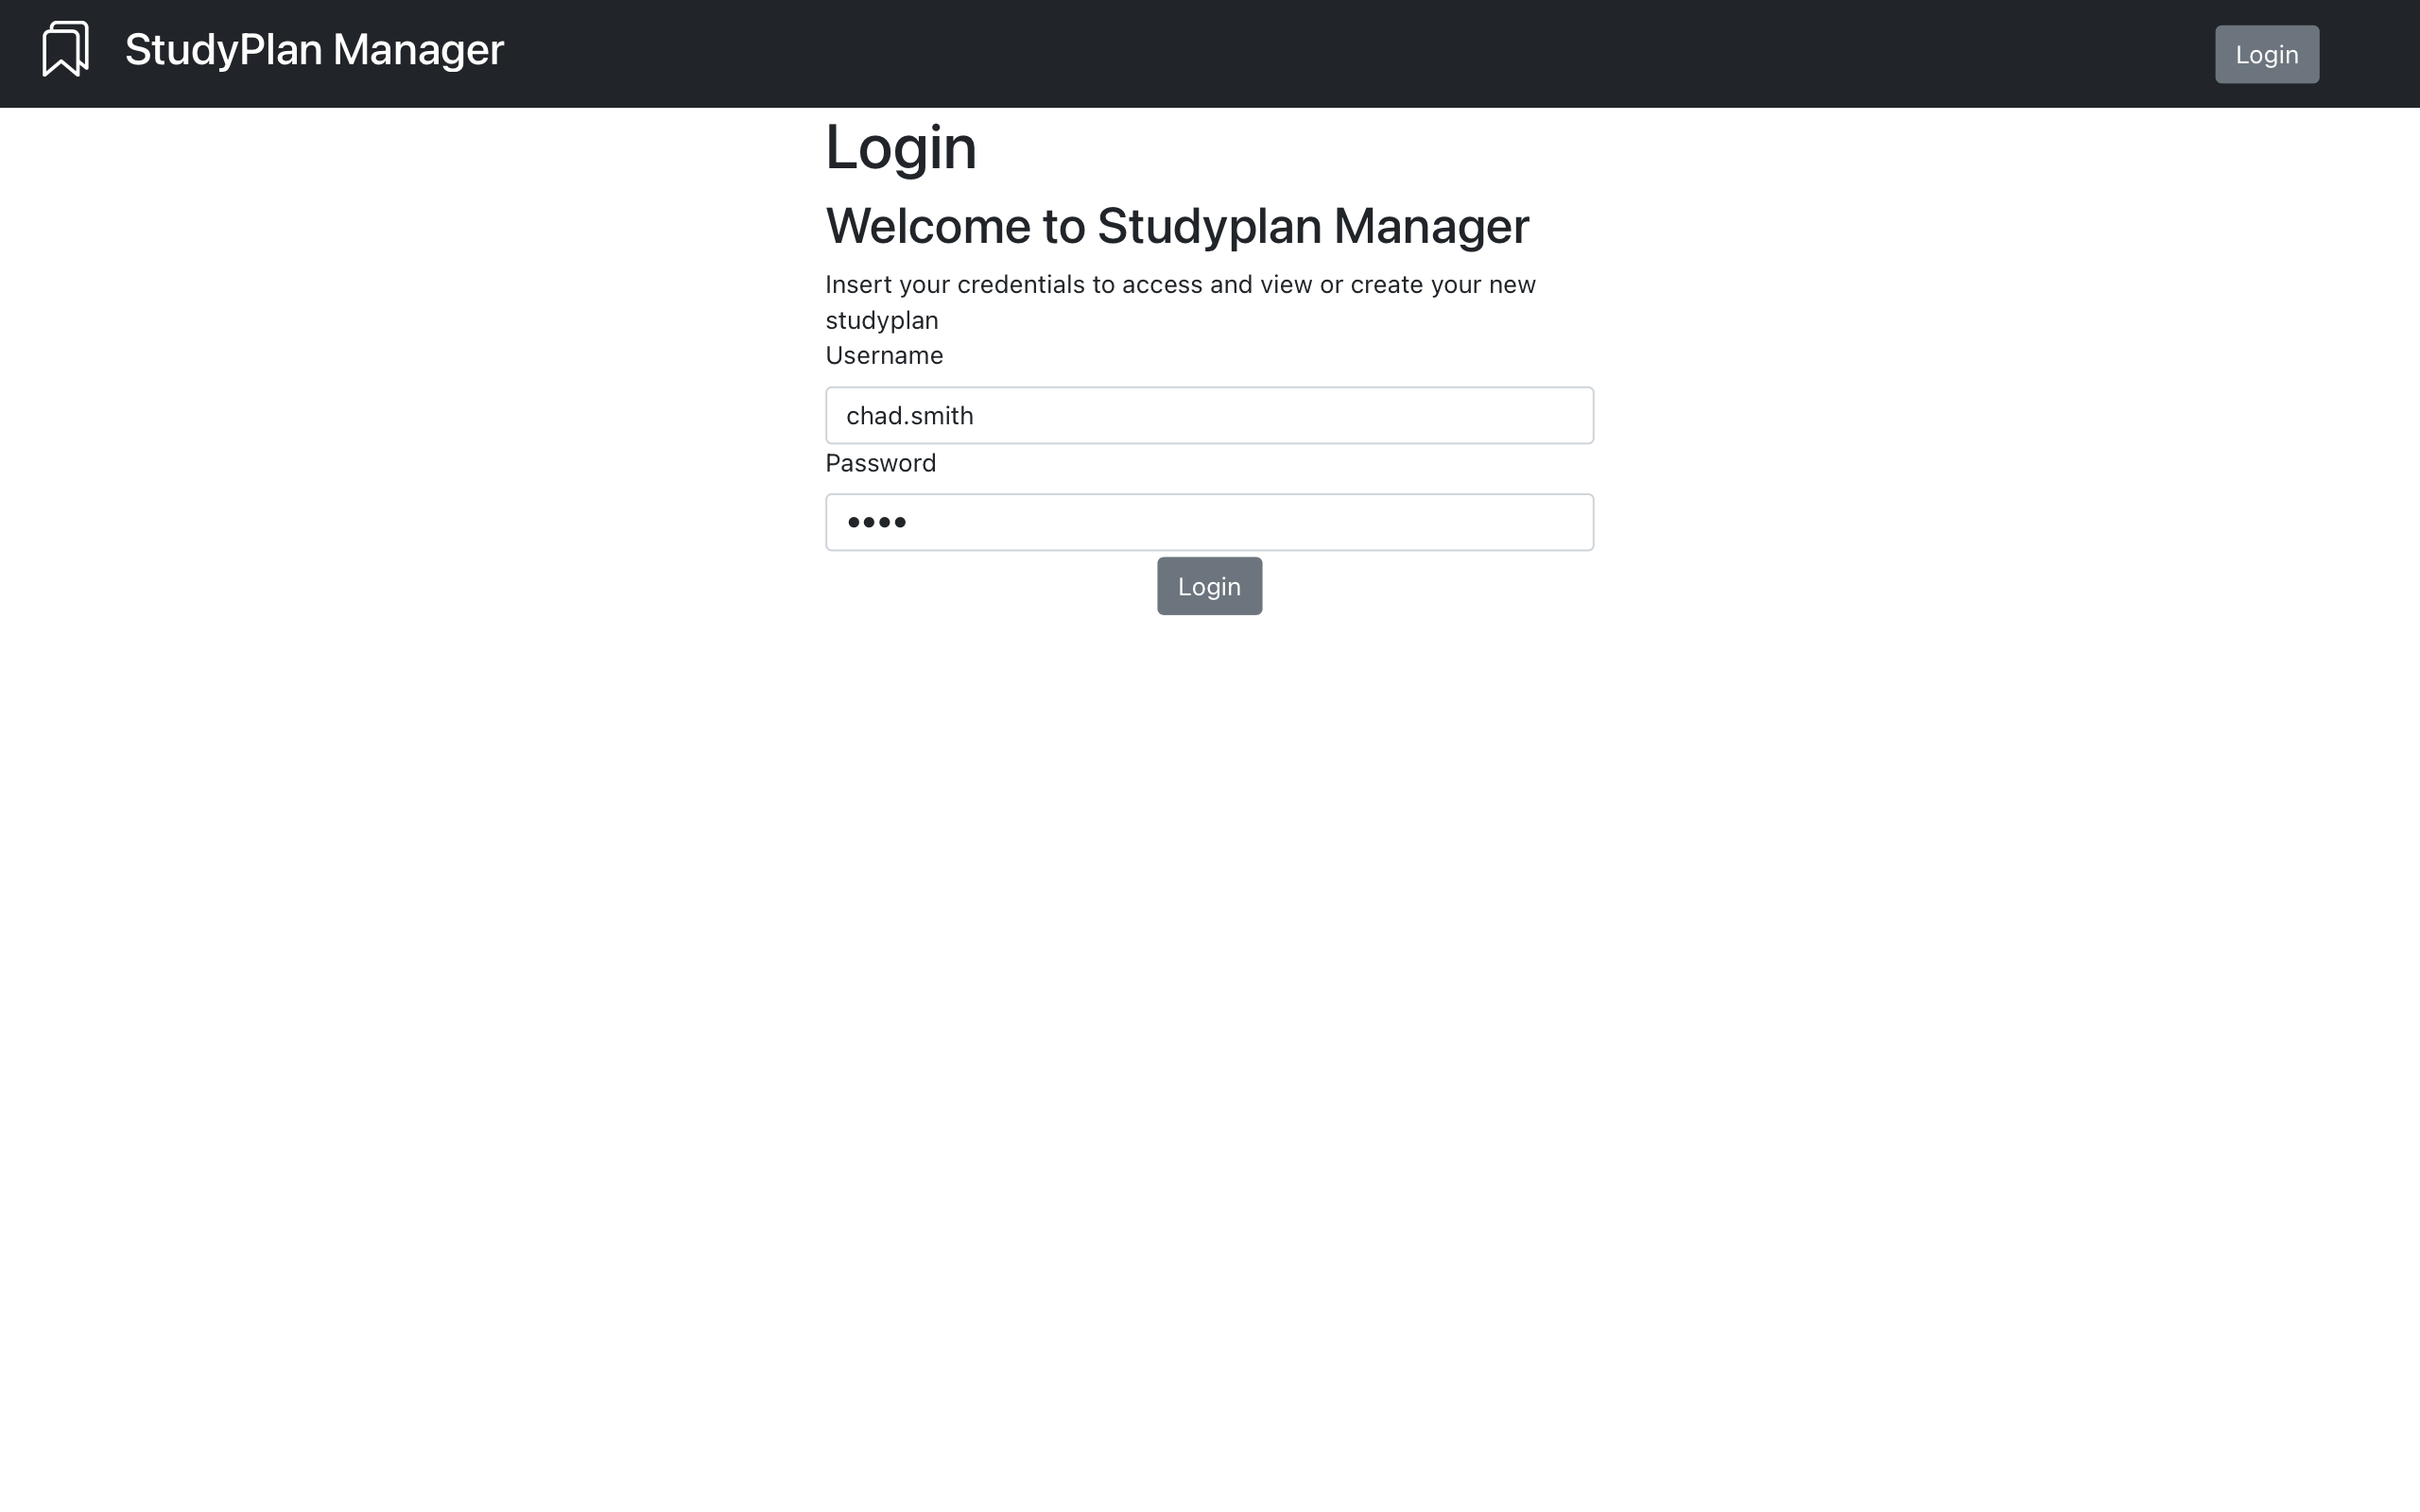 StudyPlan Manager
Login
Login
Welcome to Studyplan Manager
Insert your credentials to access and view or create your new
studyplan
Username
chad.smith
Password
••••
Login